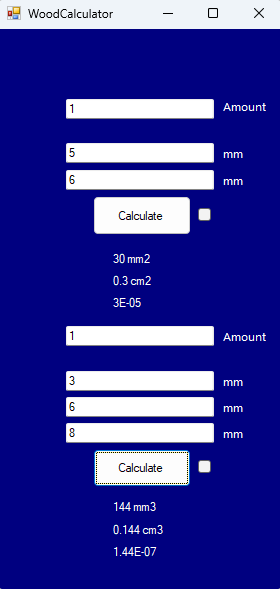 WoodCalculator
1 Amount
5 mm
6 mm
Calculate
30 mm2
0.3 cm2
3E-05
1 Amount
3 mm
6 mm
8 mm
Calculate
144 mm3
0.144 cm3
1.44E-07